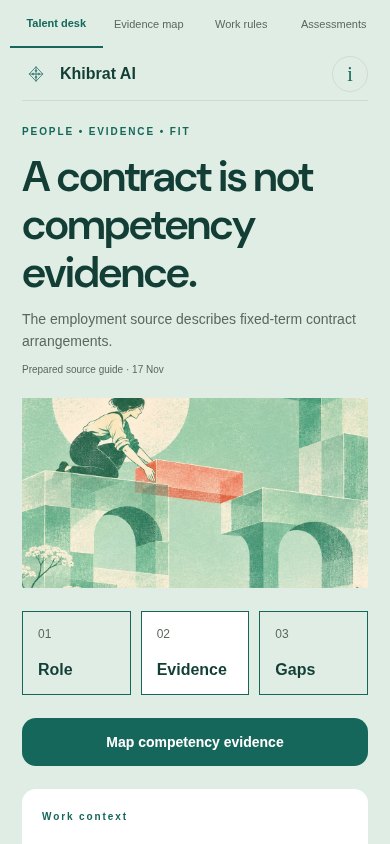 Talent desk
Evidence map
Work rules
Assessments
Khibrat AI
i
PEOPLE • EVIDENCE • FIT
A contract is not
competency
evidence.
The employment source describes fixed-term contract
arrangements.
Prepared source guide · 17 Nov
01
Role
02
Evidence
03
Gaps
Map competency evidence
Work context